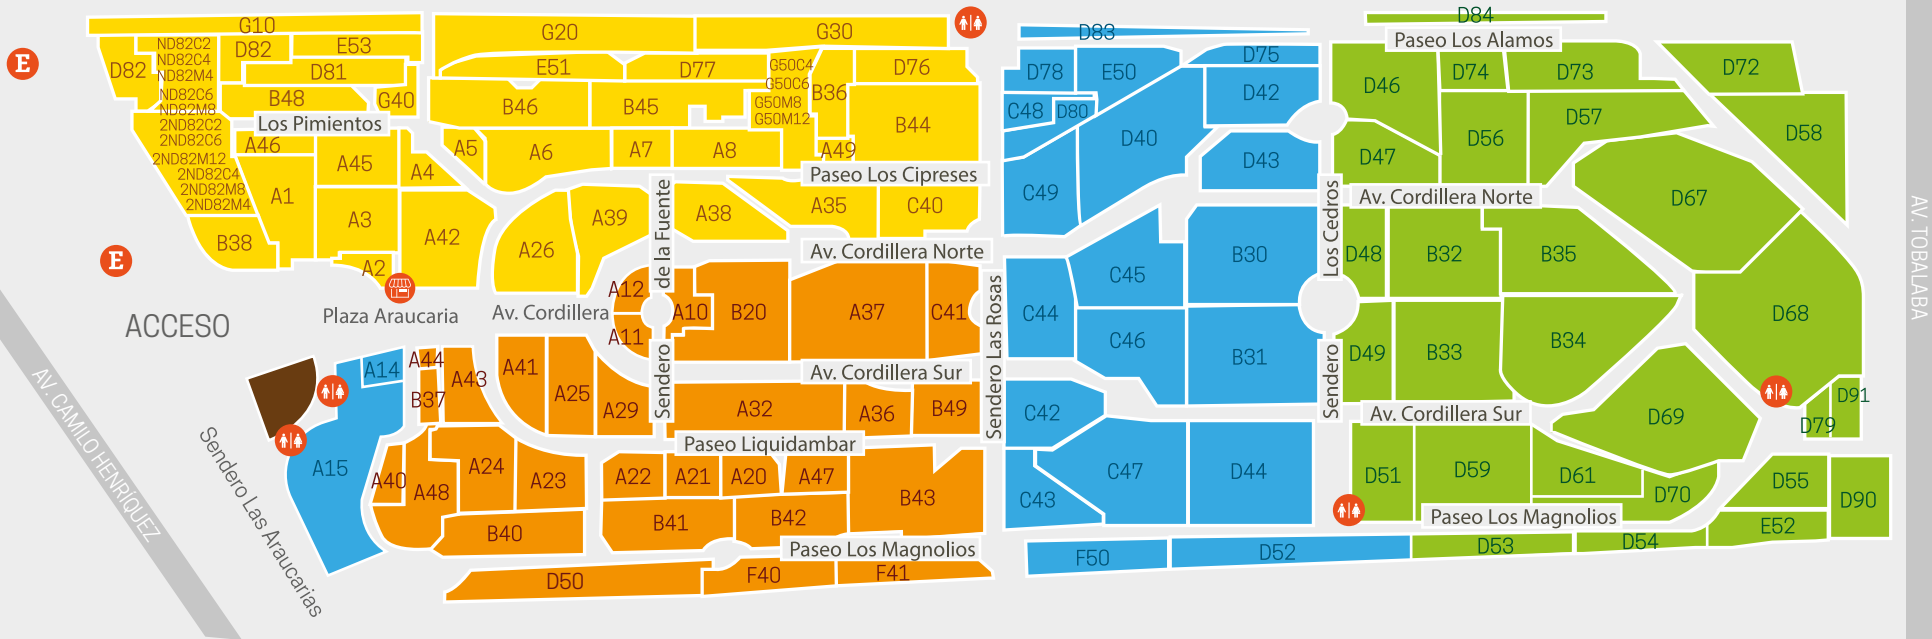 G10
G20
G30
D83
D84
Paseo Los Alamos
E
D82
ND82C2
ND82C4
ND82M4
ND82C6
ND82M8
2ND82C2
2ND82C6
2ND82M12
2ND82C4
2ND82M8
2ND82M4
D82
E53
D81
B48
G40
Los Pimientos
E51
D77
G50C4
G50C6
G50M8
G50M12
B36
D76
B46
B45
B44
A46
A45
A4
A5
A6
A7
A8
A49
Paseo Los Cipreses
A1
A3
A42
B38
A2
A26
A39
A38
A35
C40
Av. Cordillera Norte
D78
E50
D75
C48
D80
D40
D42
D43
C49
D46
D74
D73
D72
D57
D56
D58
D47
Av. Cordillera Norte
D67
E
ACCESO
Plaza Araucaria
Av. Cordillera
Sendero
de la Fuente
A12
A11
A10
B20
A37
C41
Av. Cordillera Sur
Sendero Las Rosas
C45
B30
C44
C46
B31
Sendero
Los Cedros
D48
B32
B35
D49
B33
B34
D68
Av. Cordillera Sur
AV. TOBALABA
AV. CAMILO HENRÍQUEZ
Sendero Las Araucarias
A14
A15
A44
B37
A43
A41
A25
A29
A32
A36
B49
Paseo Liquidambar
C42
C47
D44
C43
D51
D59
D61
D69
D70
D91
D79
D55
D90
E52
A40
A48
A24
A23
B40
A22
A21
A20
A47
B43
B41
B42
Paseo Los Magnolios
D50
F40
F41
F50
D52
Paseo Los Magnolios
D53
D54